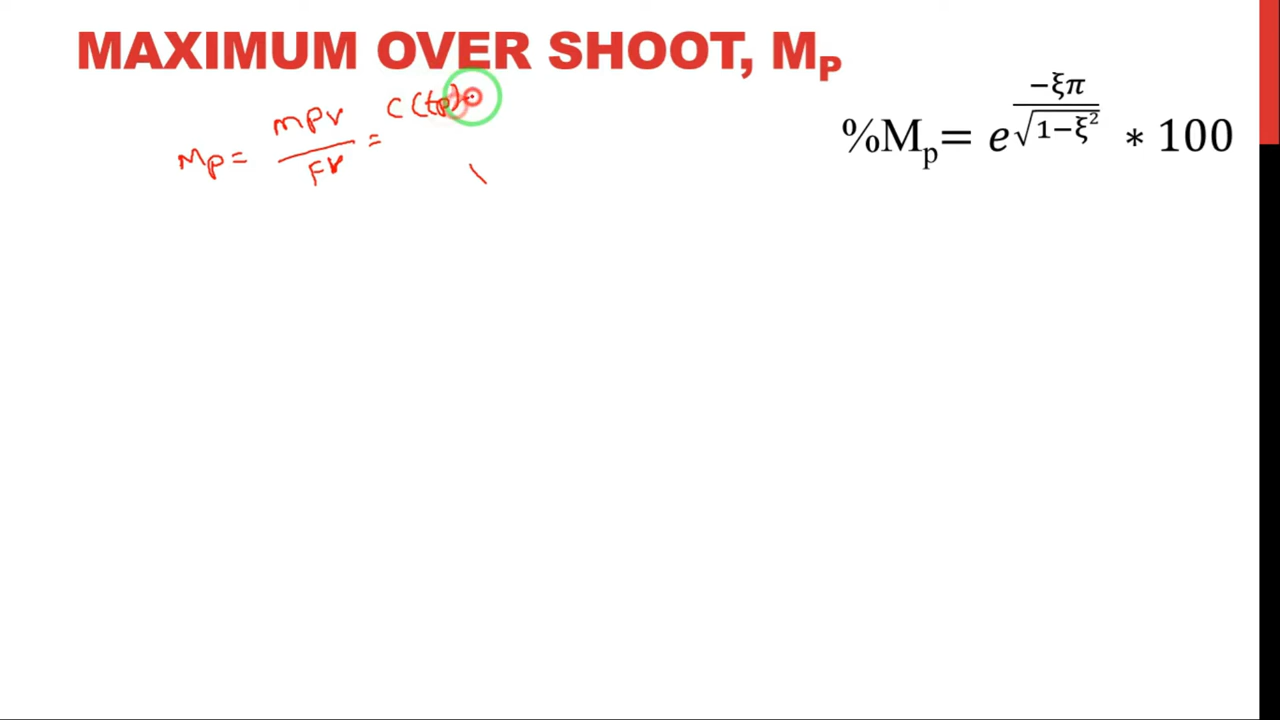 MAXIMUM OVER SHOOT, MP
%Mp = e^(-ξπ/√(1-ξ²)) * 100
Mp = mpv/Fv = c(tp)